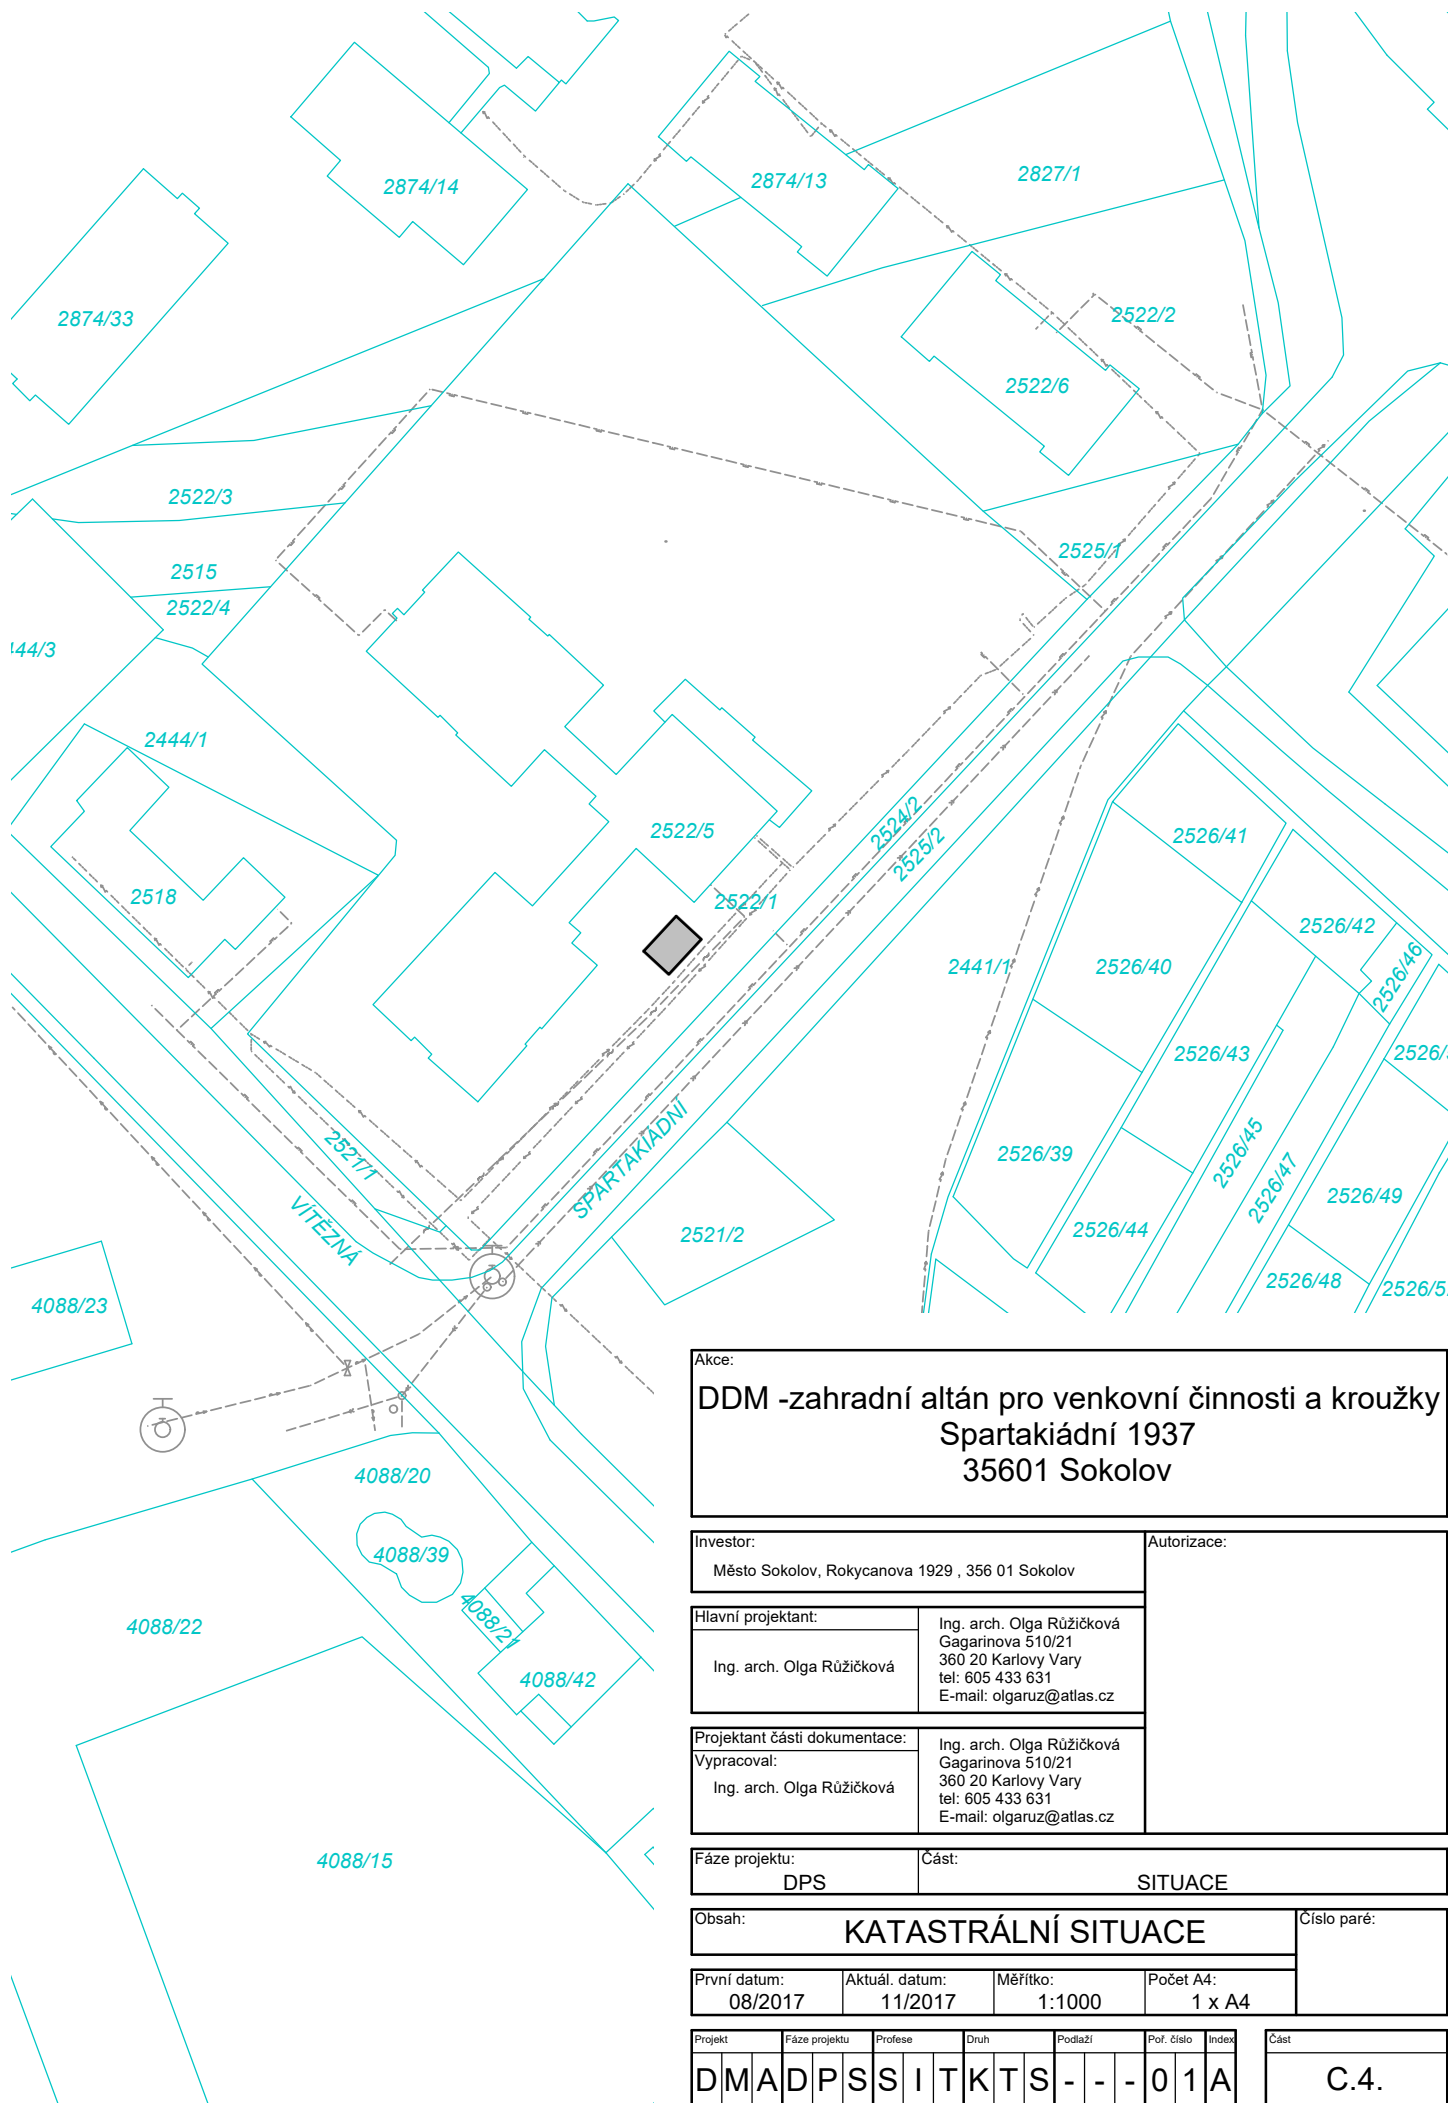 2874/14
2874/13
2827/1
2874/33
2522/2
2522/6
2522/3
2525/1
2515
2522/4
2444/1
2522/5
2524/2
2525/2
2526/41
2518
2522/1
2526/42
2441/1
2526/40
2526/46
2526/43
2521/1
SPARTAKIÁDNÍ
2526/39
2526/45
2526/47
2526/49
VÍTĚZNÁ
2521/2
2526/44
2526/48
4088/23
4088/20
4088/39
4088/21
4088/22
4088/42
4088/15
Akce:
DDM -zahradní altán pro venkovní činnosti a kroužky
Spartakiádní 1937
35601 Sokolov
Investor:
Město Sokolov, Rokycanova 1929 , 356 01 Sokolov
Autorizace:
Hlavní projektant:
Ing. arch. Olga Růžičková
Ing. arch. Olga Růžičková
Gagarinova 510/21
360 20 Karlovy Vary
tel: 605 433 631
E-mail: olgaruz@atlas.cz
Projektant části dokumentace:
Vypracoval:
Ing. arch. Olga Růžičková
Ing. arch. Olga Růžičková
Gagarinova 510/21
360 20 Karlovy Vary
tel: 605 433 631
E-mail: olgaruz@atlas.cz
Fáze projektu:
DPS
Část:
SITUACE
Obsah:
KATASTRÁLNÍ SITUACE
Číslo paré:
První datum:
08/2017
Aktuál. datum:
11/2017
Měřítko:
1:1000
Počet A4:
1 x A4
Projekt Fáze projektu Profese Druh Podlaží Poř. číslo Index Část
D M A D P S S I T K T S - - - 0 1 A C.4.